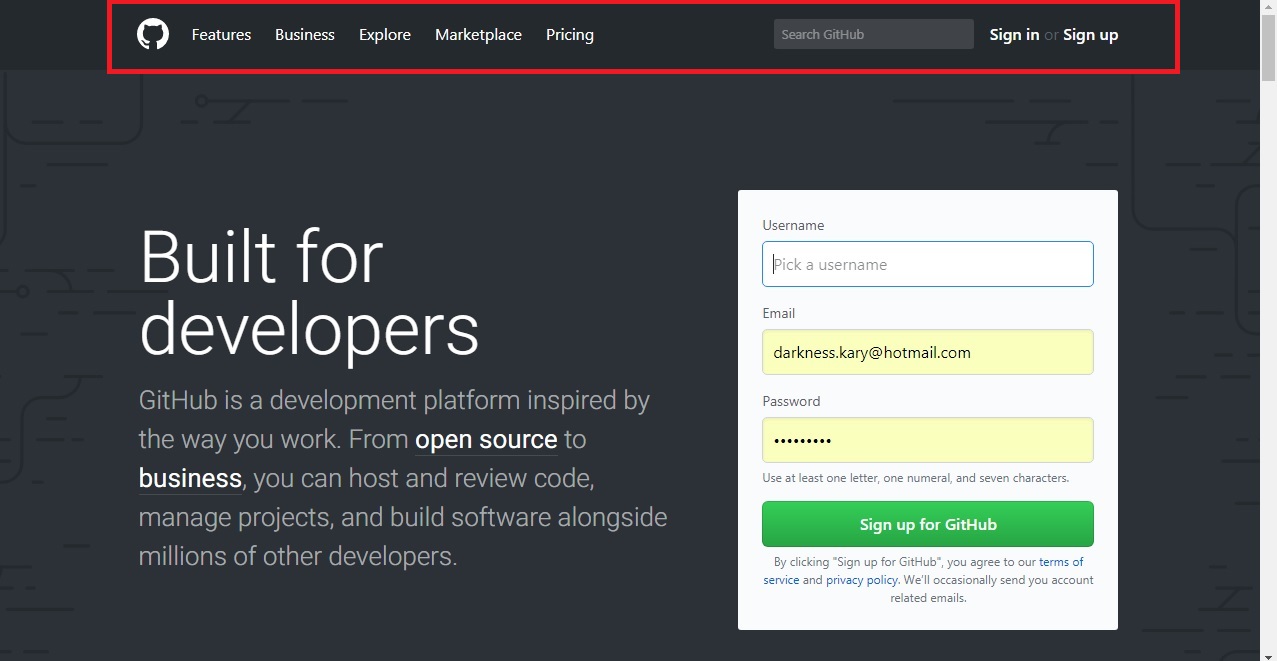 Features Business Explore Marketplace Pricing Search GitHub Sign in or Sign up
Built for
developers
GitHub is a development platform inspired by
the way you work. From open source to
business, you can host and review code,
manage projects, and build software alongside
millions of other developers.
Username
Pick a username
Email
darkness.kary@hotmail.com
Password
•••••••••
Use at least one letter, one numeral, and seven characters.
Sign up for GitHub
By clicking "Sign up for GitHub", you agree to our terms of
service and privacy policy. We'll occasionally send you account
related emails.